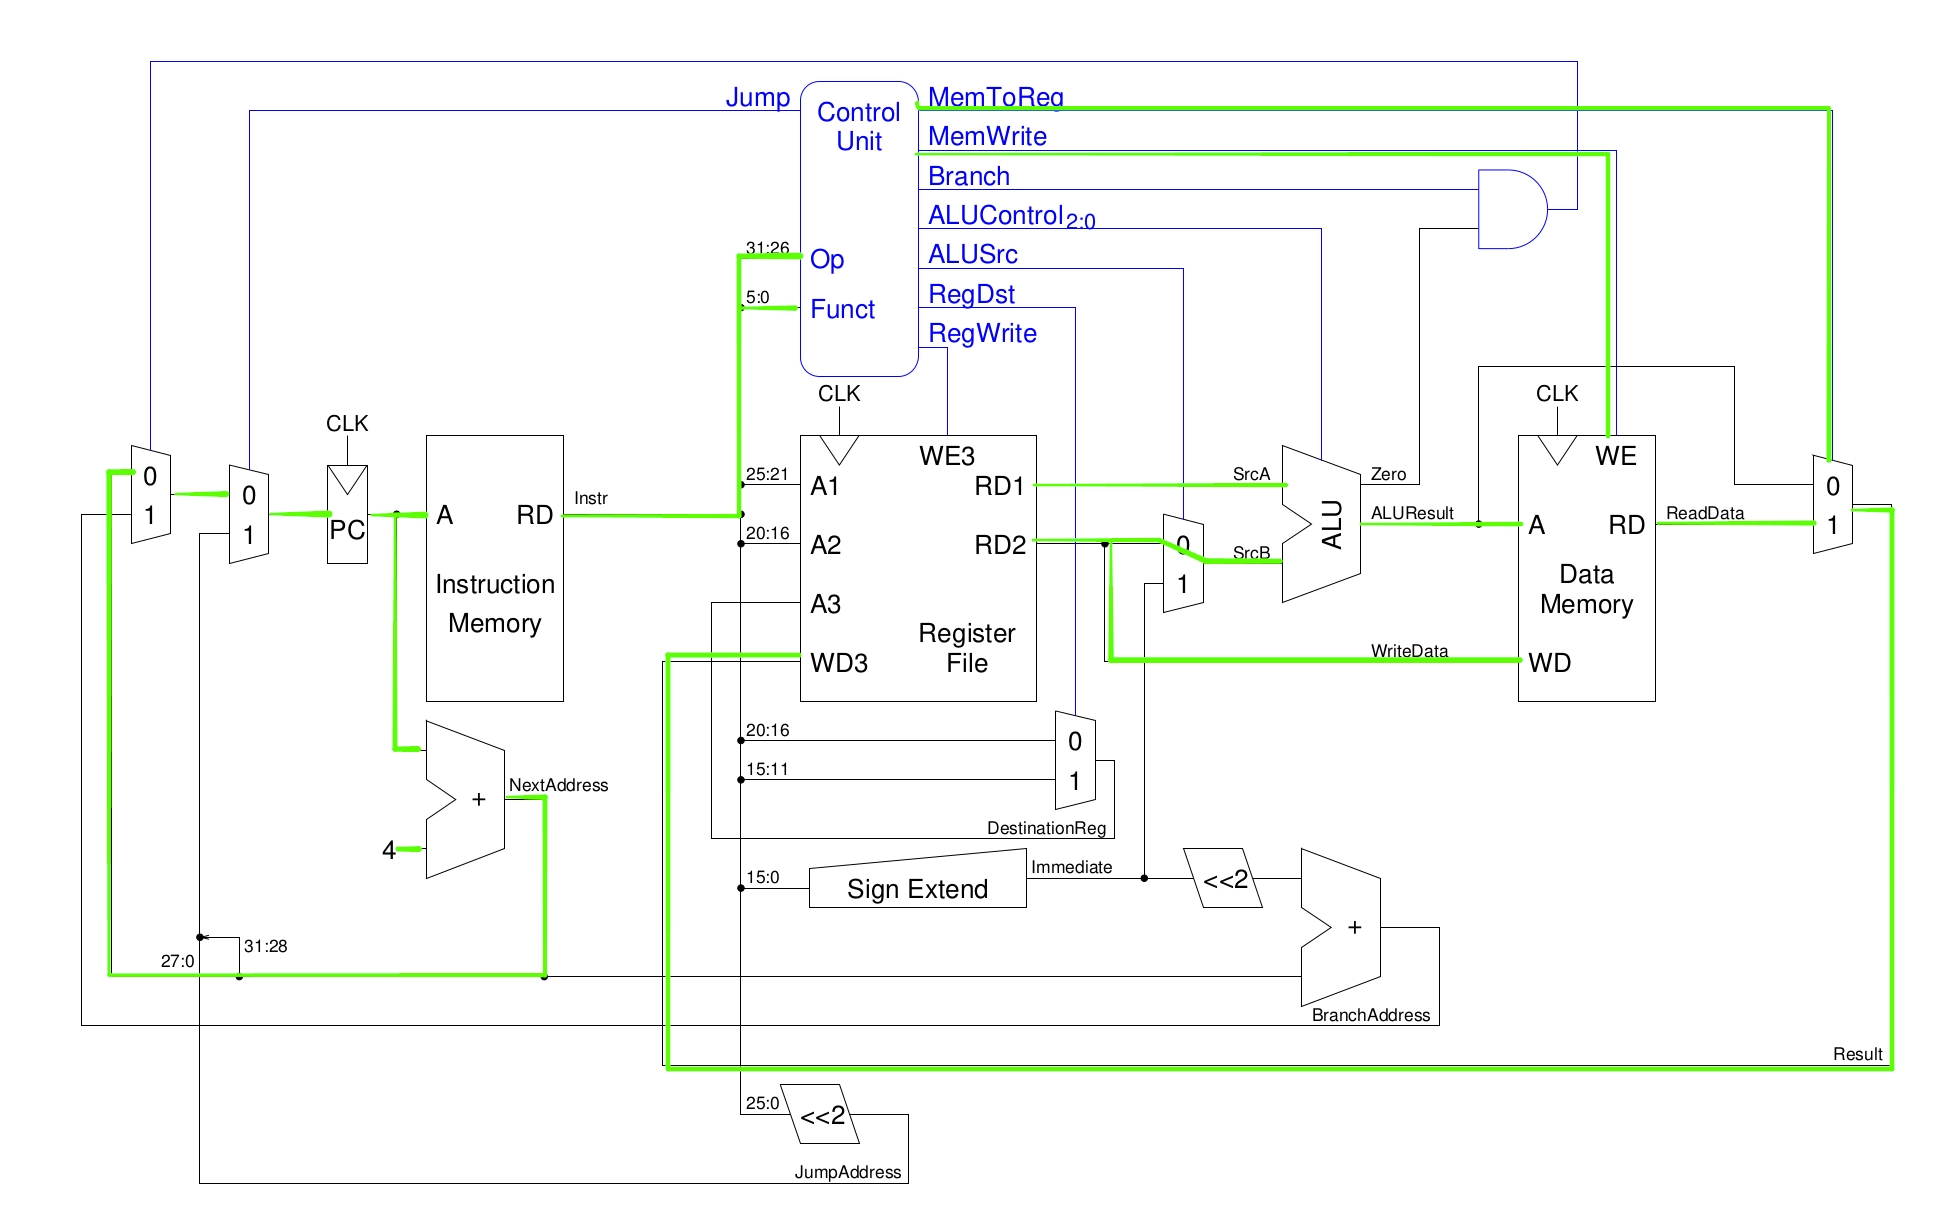 Jump
Control
Unit
MemToReg
MemWrite
Branch
ALUControl2:0
ALUSrc
RegDst
RegWrite
31:26
Op
5:0
Funct
CLK
CLK
CLK
0
1
0
1
PC
A
RD
Instruction
Memory
Instr
25:21
A1
20:16
A2
A3
WD3
WE3
RD1
RD2
Register
File
0
1
SrcA
SrcB
ALU
Zero
ALUResult
WriteData
WE
A
RD
Data
Memory
WD
ReadData
0
1
NextAddress
+
4
20:16
15:11
0
1
DestinationReg
15:0
Sign Extend
Immediate
<<2
+
31:28
27:0
BranchAddress
Result
25:0
<<2
JumpAddress